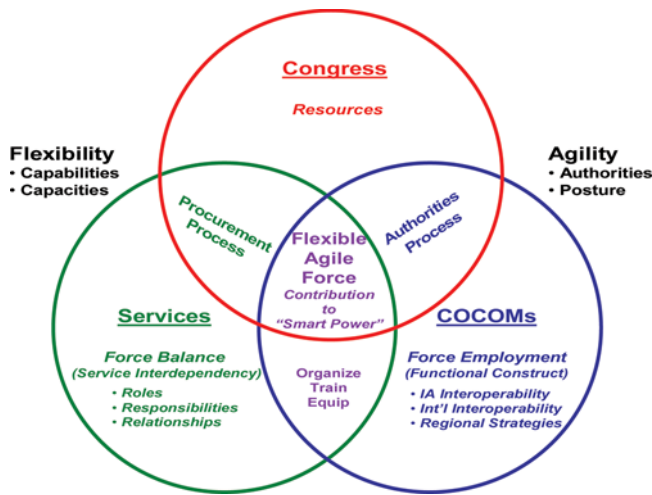 Congress
Resources
Flexibility
• Capabilities
• Capacities
Agility
• Authorities
• Posture
Procurement
Process
Authorities
Process
Flexible
Agile
Force
Contribution
to
“Smart Power”
Services
Force Balance
(Service Interdependency)
• Roles
• Responsibilities
• Relationships
COCOMs
Force Employment
(Functional Construct)
• IA Interoperability
• Int’l Interoperability
• Regional Strategies
Organize
Train
Equip